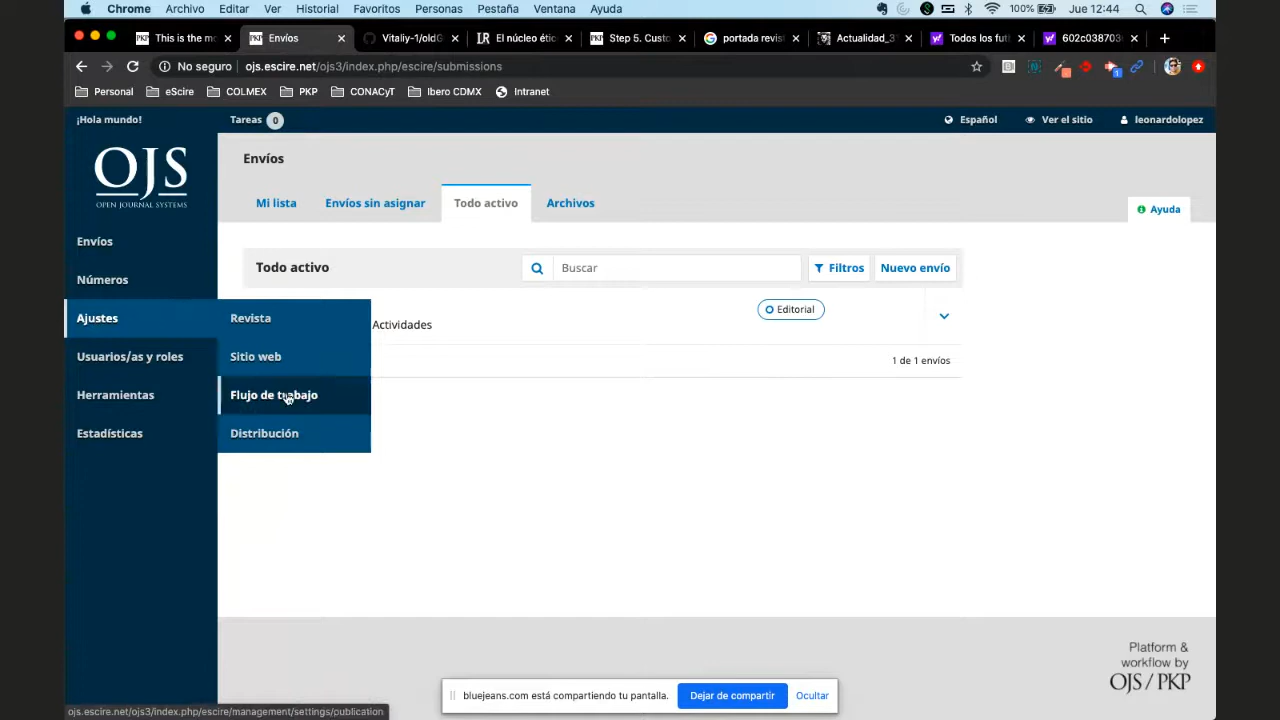 Chrome Archivo Editar Ver Historial Favoritos Personas Pestaña Ventana Ayuda
100% Jue 12:44
This is the mo
Envíos
Vitaliy-1/oldG
El núcleo étic
Step 5. Custo
portada revis
Actualidad_3
Todos los fut
602c038703
No seguro ojs.escire.net/ojs3/index.php/escire/submissions
Personal eScire COLMEX PKP CONACyT Ibero CDMX Intranet
¡Hola mundo! Tareas 0 Español Ver el sitio leonardolopez
OJS
OPEN JOURNAL SYSTEMS
Envíos
Números
Ajustes
Usuarios/as y roles
Herramientas
Estadísticas
Revista
Sitio web
Flujo de trabajo
Distribución
Envíos
Mi lista Envíos sin asignar Todo activo Archivos
Ayuda
Todo activo Buscar Filtros Nuevo envío
Editorial
Actividades
1 de 1 envíos
Platform &
workflow by
OJS / PKP
bluejeans.com está compartiendo tu pantalla. Dejar de compartir Ocultar
ojs.escire.net/ojs3/index.php/escire/management/settings/publication